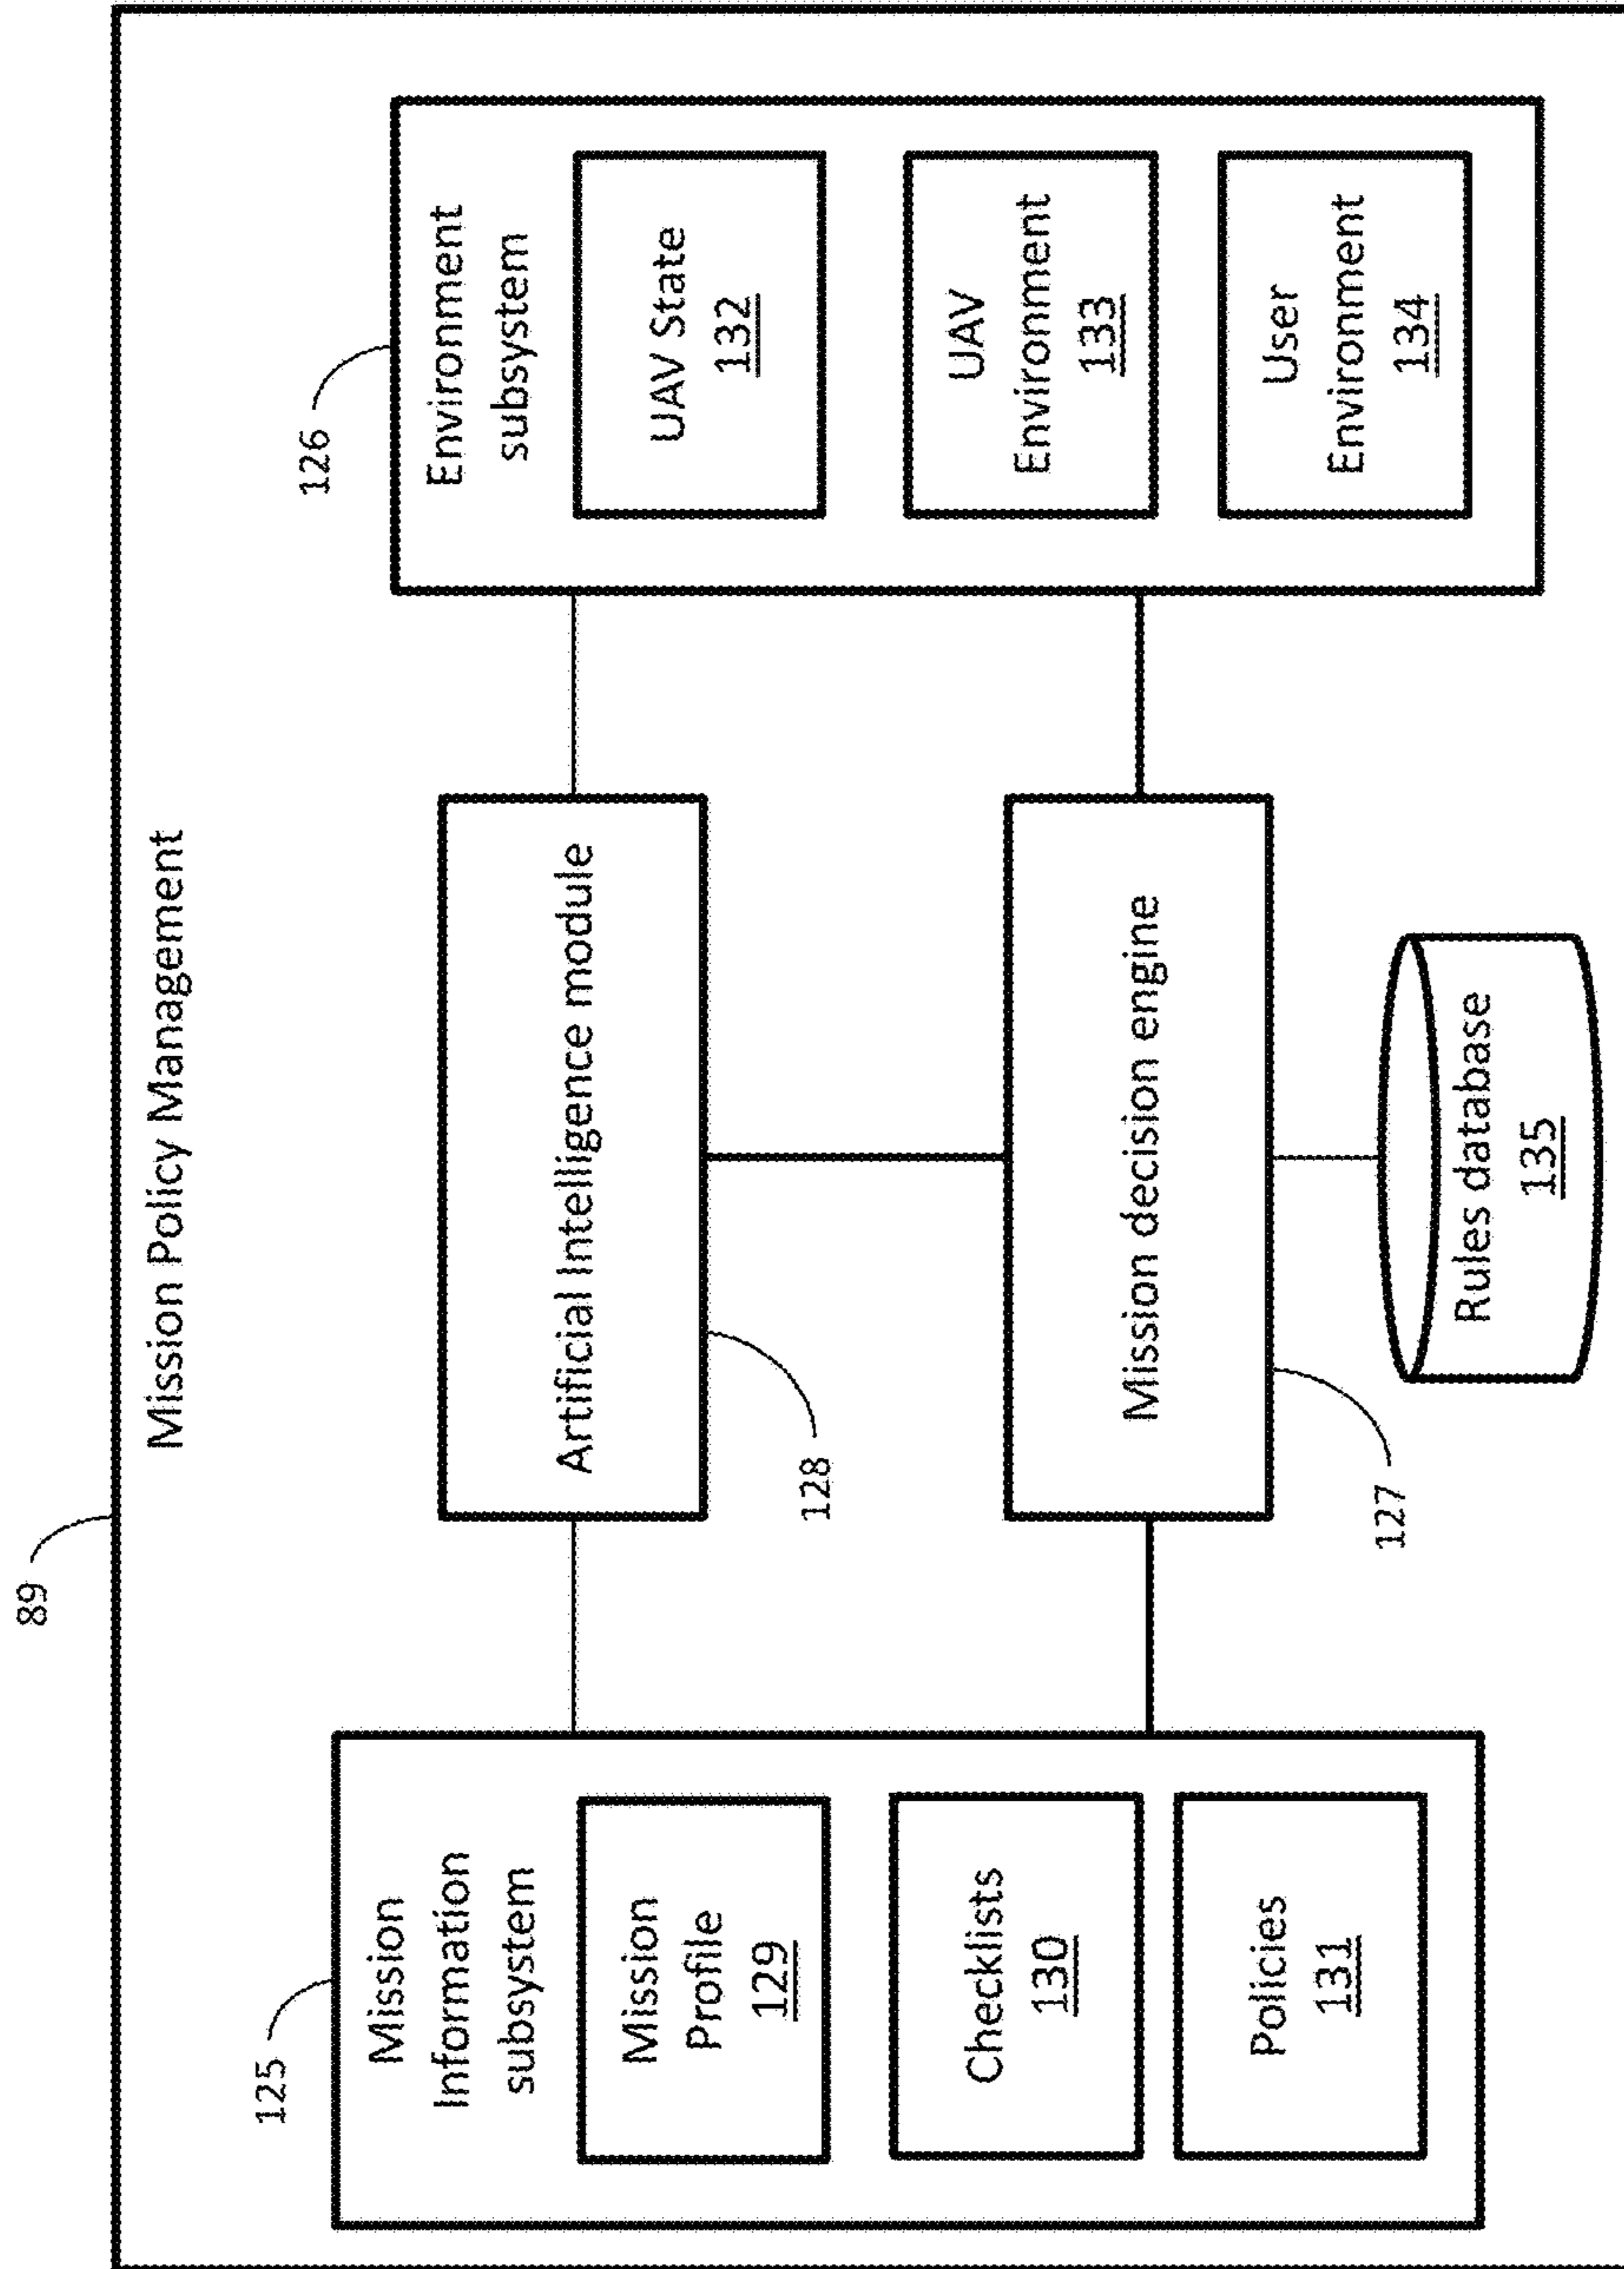 89
Mission Policy Management
125
Mission
Information
subsystem
Mission
Profile
129
Checklists
130
Policies
131
Artificial Intelligence module
128
Mission decision engine
127
Rules database
135
126
Environment
subsystem
UAV State
132
UAV
Environment
133
User
Environment
134